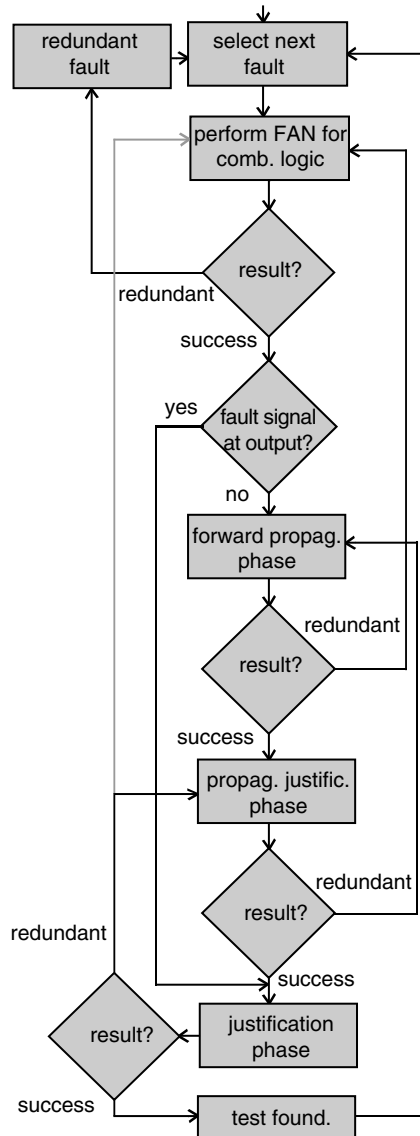 redundant
fault
select next
fault
perform FAN for
comb. logic
result?
redundant
success
yes
fault signal
at output?
no
forward propag.
phase
redundant
result?
success
propag. justific.
phase
redundant
result?
redundant
success
result?
justification
phase
success
test found.